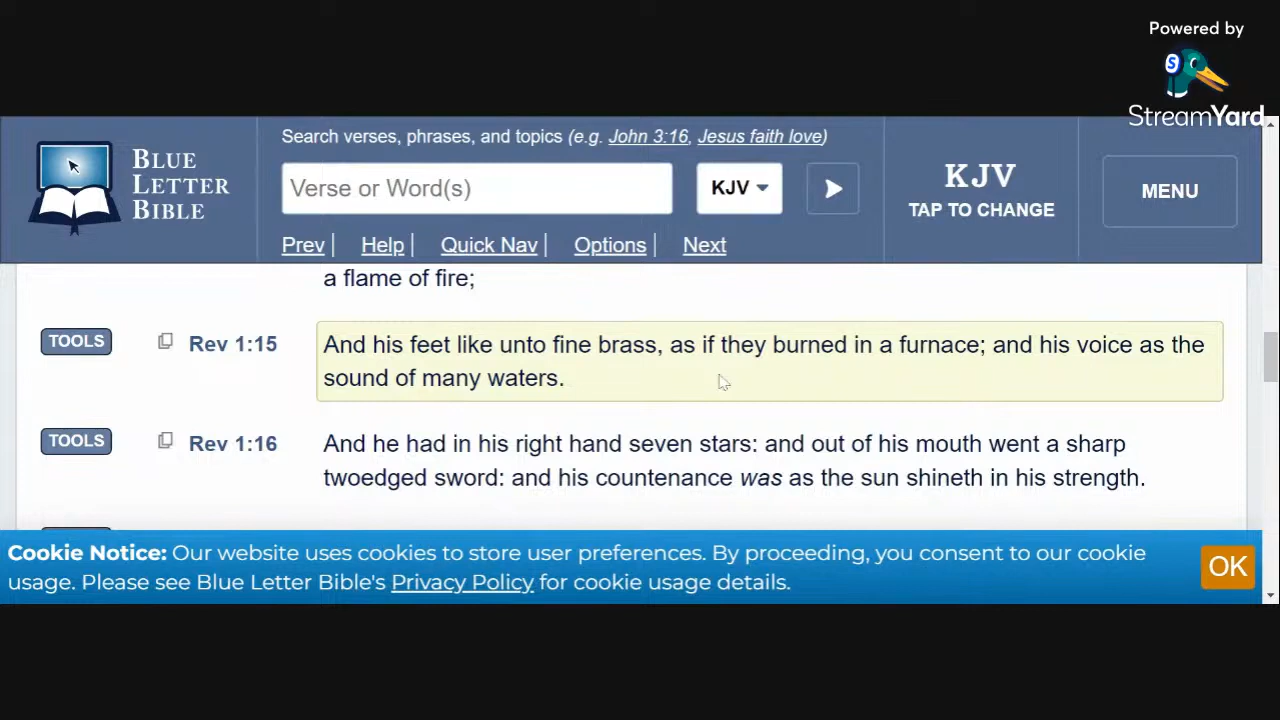 Powered by
StreamYard
Search verses, phrases, and topics (e.g. John 3:16, Jesus faith love)
BLUE
LETTER
BIBLE
Verse or Word(s)
KJV
KJV
TAP TO CHANGE
MENU
Prev| Help| Quick Nav| Options| Next
a flame of fire;
TOOLS Rev 1:15 And his feet like unto fine brass, as if they burned in a furnace; and his voice as the
sound of many waters.
TOOLS Rev 1:16 And he had in his right hand seven stars: and out of his mouth went a sharp
twoedged sword: and his countenance was as the sun shineth in his strength.
Cookie Notice: Our website uses cookies to store user preferences. By proceeding, you consent to our cookie
usage. Please see Blue Letter Bible's Privacy Policy for cookie usage details.
OK